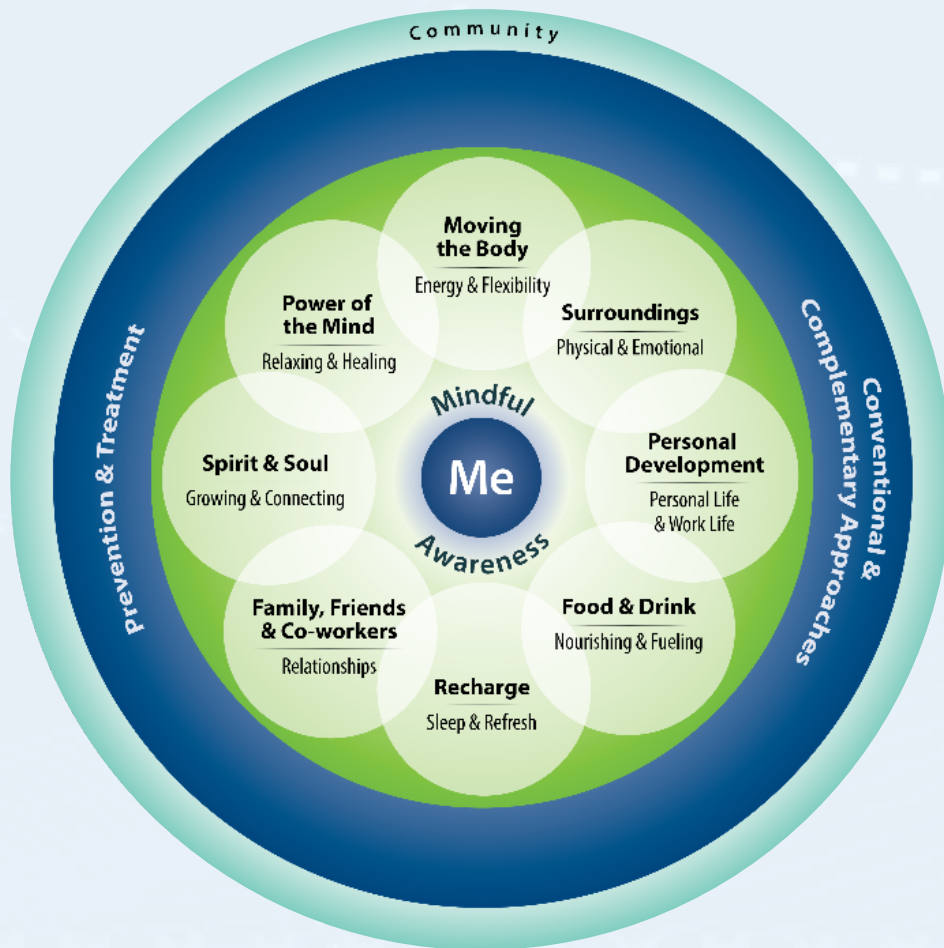 Community
Prevention & Treatment
Conventional &
Complementary Approaches
Moving
the Body
Energy & Flexibility
Surroundings
Physical & Emotional
Personal
Development
Personal Life
& Work Life
Food & Drink
Nourishing & Fueling
Recharge
Sleep & Refresh
Family, Friends
& Co-workers
Relationships
Spirit & Soul
Growing & Connecting
Power of
the Mind
Relaxing & Healing
Mindful
Me
Awareness